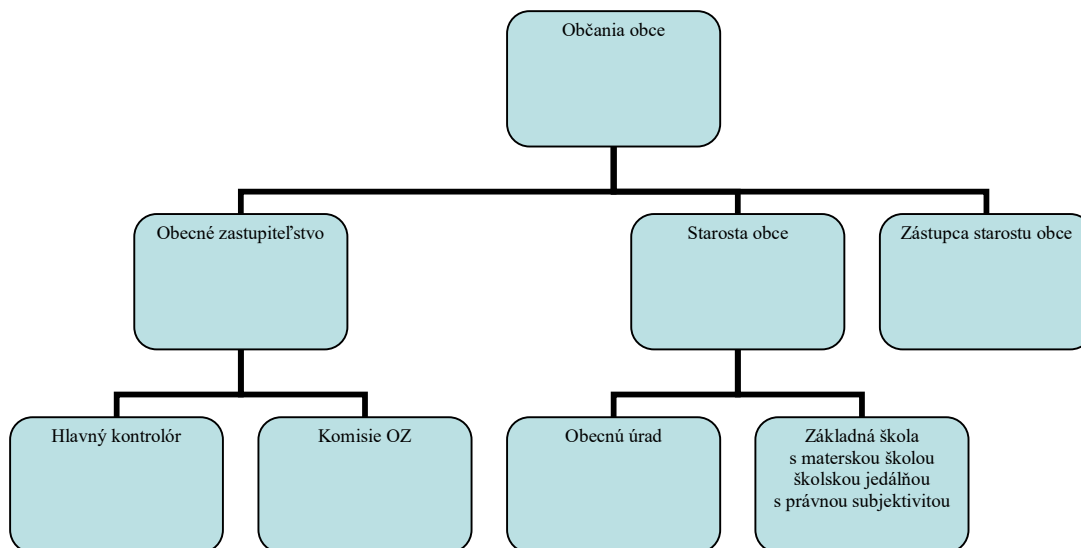 Občania obce
Obecné zastupiteľstvo
Starosta obce
Zástupca starostu obce
Hlavný kontrolór
Komisie OZ
Obecnú úrad
Základná škola
s materskou školou
školskou jedálňou
s právnou subjektivitou